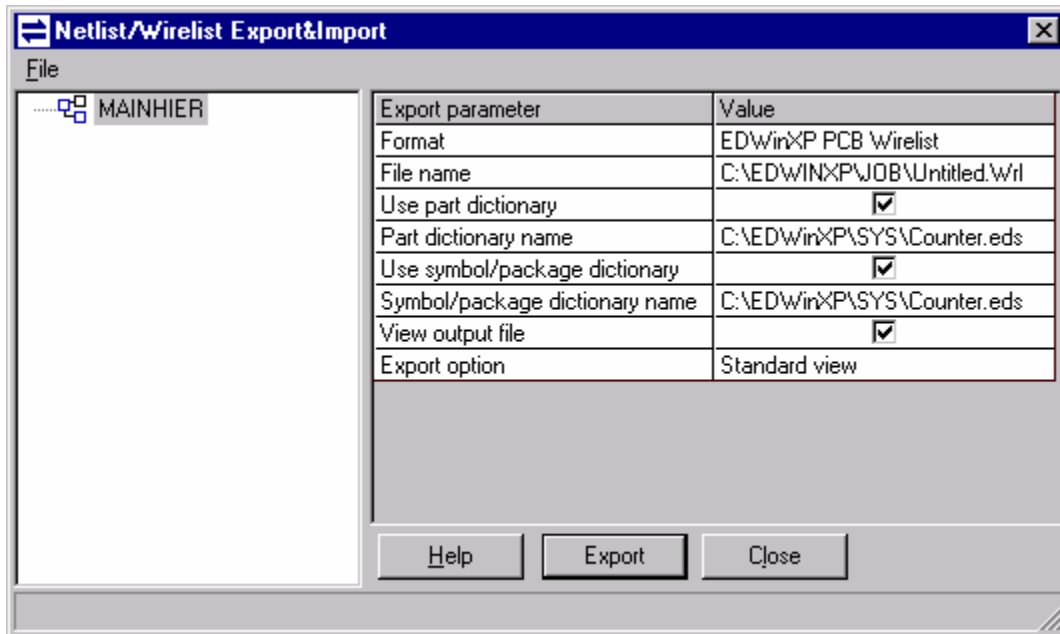 Netlist/Wirelist Export&Import
File
MAINHIER
Export parameter Value
Format EDWinXP PCB Wirelist
File name C:\EDWINXP\JOB\Untitled.Wrl
Use part dictionary
Part dictionary name C:\EDWinXP\SYS\Counter.eds
Use symbol/package dictionary
Symbol/package dictionary name C:\EDWinXP\SYS\Counter.eds
View output file
Export option Standard view
Help Export Close